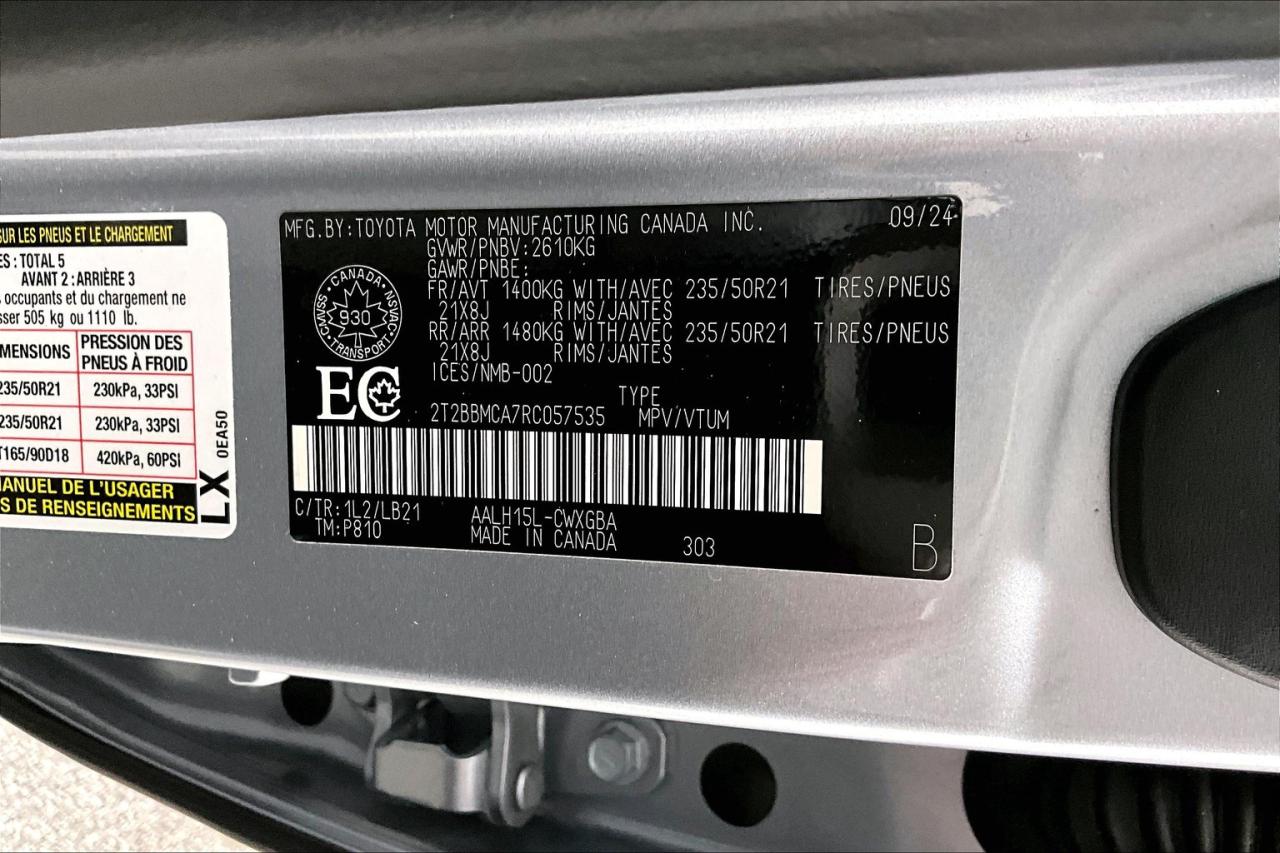 SUR LES PNEUS ET LE CHARGEMENT
ES : TOTAL 5
AVANT 2 : ARRIÈRE 3
occupants et du chargement ne
sser 505 kg ou 1110 lb.
MENSIONS PRESSION DES PNEUS À FROID
235/50R21 230kPa, 33PSI
235/50R21 230kPa, 33PSI
T165/90D18 420kPa, 60PSI
MANUEL DE L'USAGER
S DE RENSEIGNEMENTS
LX 0EA50
MFG.BY:TOYOTA MOTOR MANUFACTURING CANADA INC. 09/24
GVWR/PNBV:2610KG
GAWR/PNBE:
FR/AVT 1400KG WITH/AVEC 235/50R21 TIRES/PNEUS
21X8J RIMS/JANTES
RR/ARR 1480KG WITH/AVEC 235/50R21 TIRES/PNEUS
21X8J RIMS/JANTES
ICES/NMB-002
CANADA
CMVSS NSVAC
930
TRANSPORT
EC
TYPE
2T2BBMCA7RC057535 MPV/VTUM
C/TR:1L2/LB21 AALH15L-CWXGBA
TM:P810 MADE IN CANADA 303
B